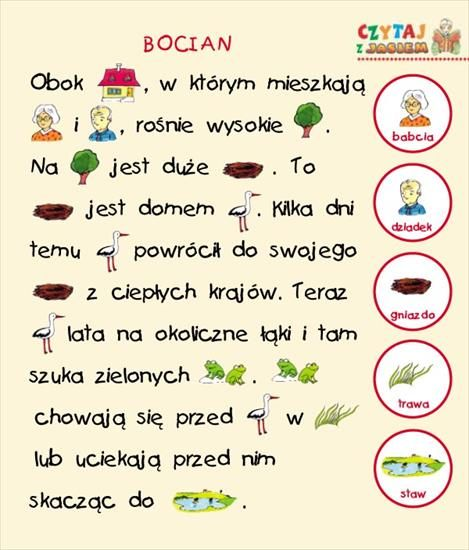 CZYTAJ
Z JASIEM
BOCIAN
Obok , w którym mieszkają
i , rośnie wysokie .
Na jest duże . To
jest domem . Kilka dni
temu powrócił do swojego
z ciepłych krajów. Teraz
lata na okoliczne łąki i tam
szuka zielonych .
chowają się przed w
lub uciekają przed nim
skacząc do .
babcia
dziadek
gniazdo
trawa
staw